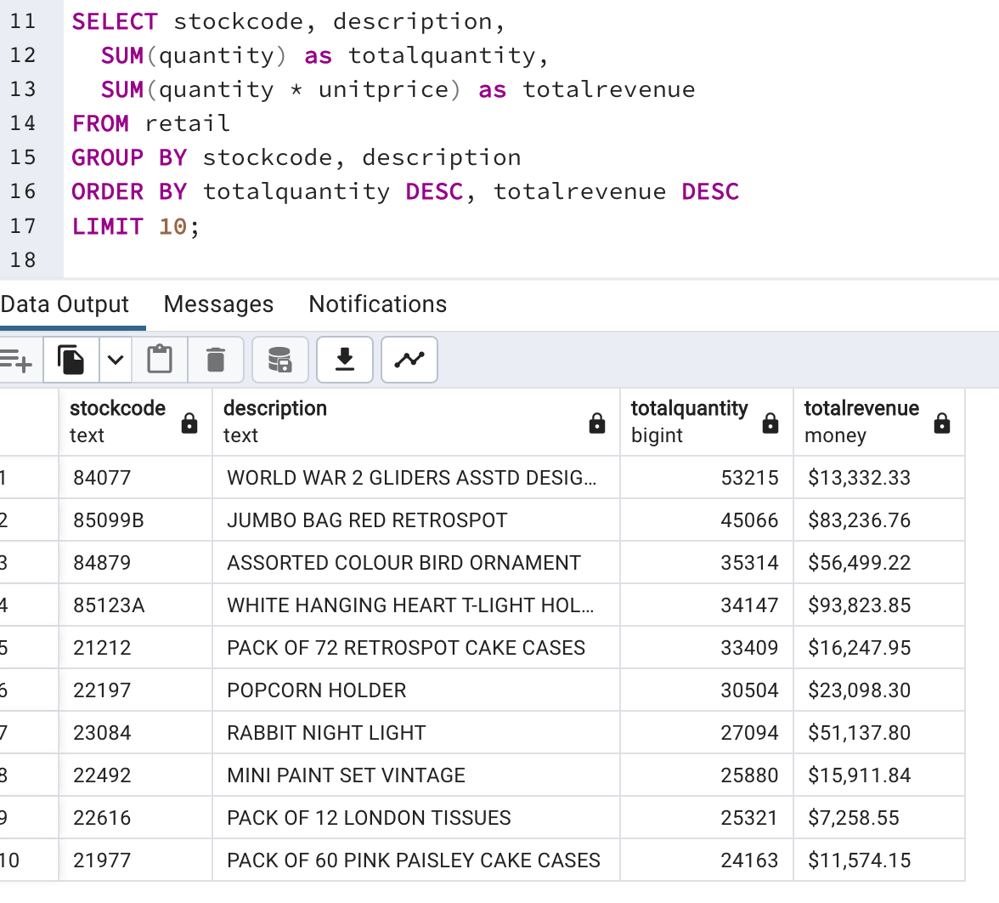 11 SELECT stockcode, description,
12 SUM(quantity) as totalquantity,
13 SUM(quantity * unitprice) as totalrevenue
14 FROM retail
15 GROUP BY stockcode, description
16 ORDER BY totalquantity DESC, totalrevenue DESC
17 LIMIT 10;
18
Data Output Messages Notifications
stockcode description totalquantity totalrevenue
text text bigint money
1 84077 WORLD WAR 2 GLIDERS ASSTD DESIG... 53215 $13,332.33
2 85099B JUMBO BAG RED RETROSPOT 45066 $83,236.76
3 84879 ASSORTED COLOUR BIRD ORNAMENT 35314 $56,499.22
4 85123A WHITE HANGING HEART T-LIGHT HOL... 34147 $93,823.85
5 21212 PACK OF 72 RETROSPOT CAKE CASES 33409 $16,247.95
6 22197 POPCORN HOLDER 30504 $23,098.30
7 23084 RABBIT NIGHT LIGHT 27094 $51,137.80
8 22492 MINI PAINT SET VINTAGE 25880 $15,911.84
9 22616 PACK OF 12 LONDON TISSUES 25321 $7,258.55
10 21977 PACK OF 60 PINK PAISLEY CAKE CASES 24163 $11,574.15